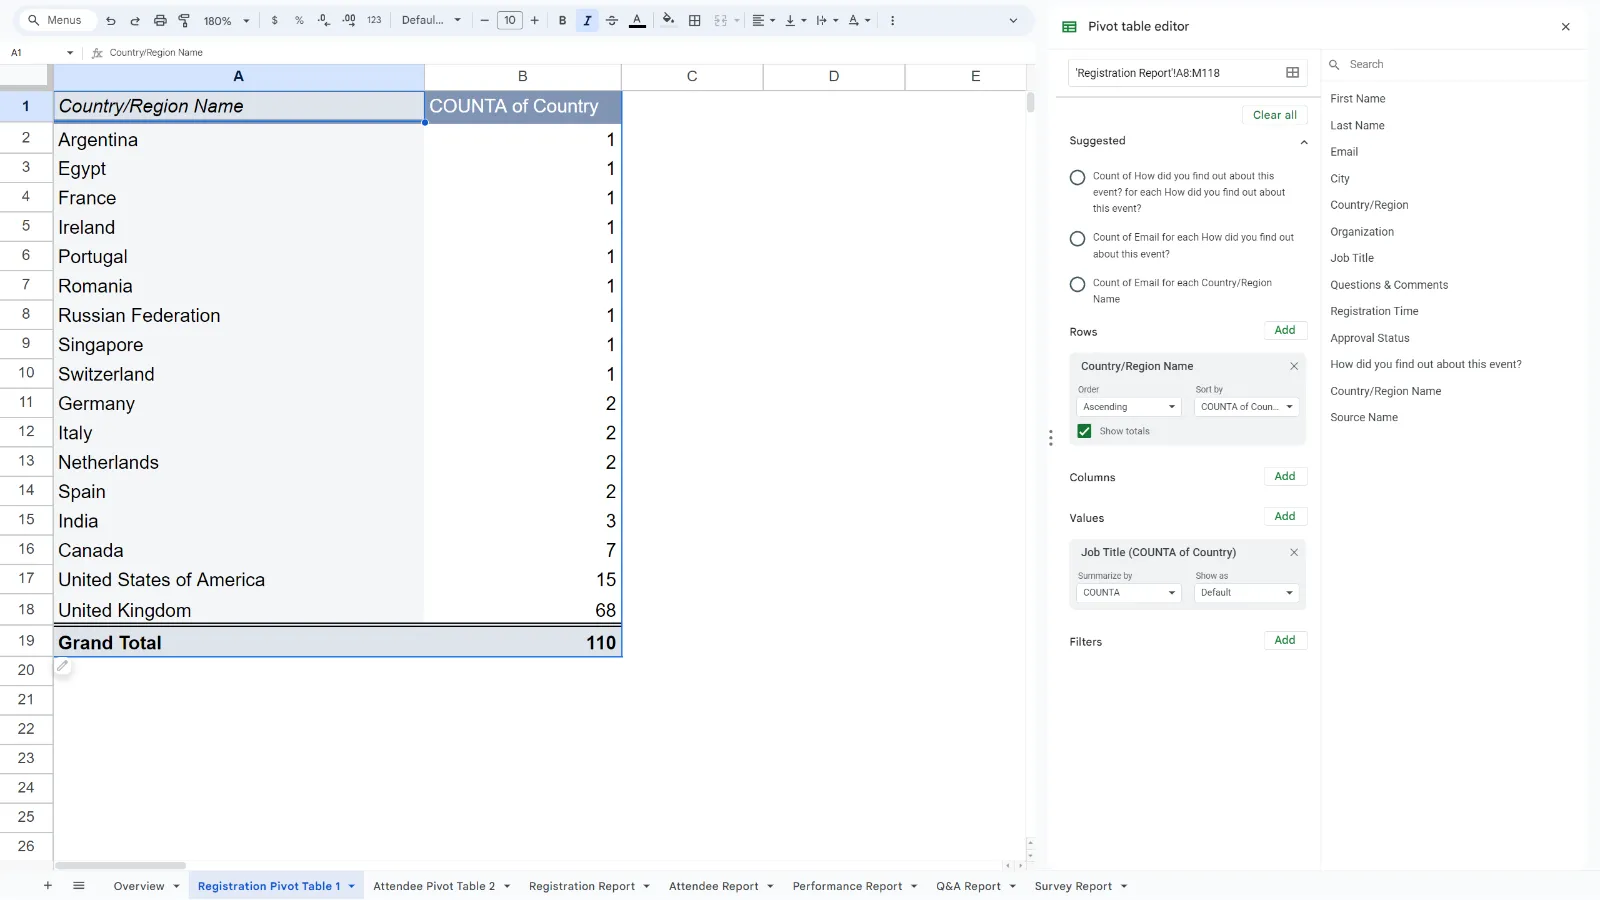 Menus 180% $ % .0 .00 123 Defaul... 10 B I A
A1 fx Country/Region Name
A B C D E
1 Country/Region Name COUNTA of Country
2 Argentina 1
3 Egypt 1
4 France 1
5 Ireland 1
6 Portugal 1
7 Romania 1
8 Russian Federation 1
9 Singapore 1
10 Switzerland 1
11 Germany 2
12 Italy 2
13 Netherlands 2
14 Spain 2
15 India 3
16 Canada 7
17 United States of America 15
18 United Kingdom 68
19 Grand Total 110
20
21
22
23
24
25
26
Overview Registration Pivot Table 1 Attendee Pivot Table 2 Registration Report Attendee Report Performance Report Q&A Report Survey Report
Pivot table editor
'Registration Report'!A8:M118
Clear all
Suggested
Count of How did you find out about this
event? for each How did you find out about
this event?
Count of Email for each How did you find out
about this event?
Count of Email for each Country/Region
Name
Rows Add
Country/Region Name
Order Sort by
Ascending COUNTA of Coun...
Show totals
Columns Add
Values Add
Job Title (COUNTA of Country)
Summarize by Show as
COUNTA Default
Filters Add
Search
First Name
Last Name
Email
City
Country/Region
Organization
Job Title
Questions & Comments
Registration Time
Approval Status
How did you find out about this event?
Country/Region Name
Source Name